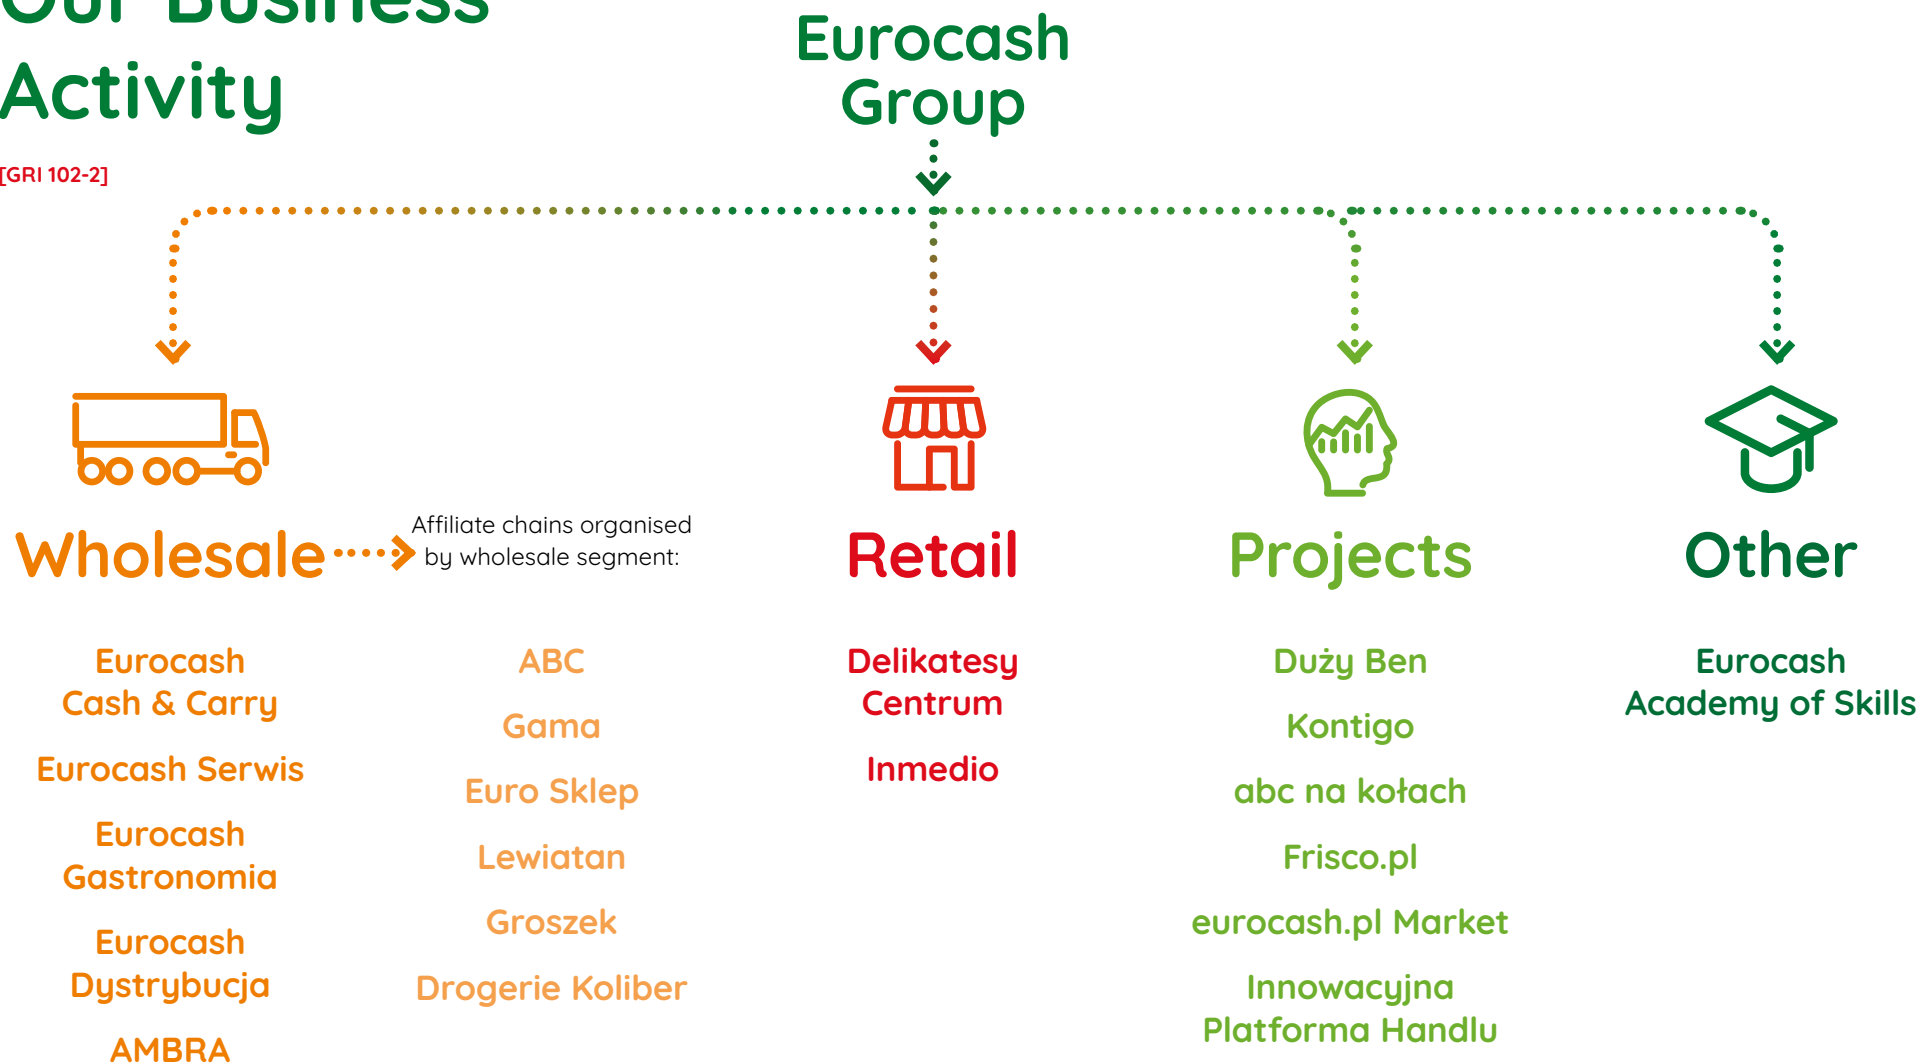 Our Business
Activity
[GRI 102-2]
Eurocash
Group
Wholesale
Affiliate chains organised
by wholesale segment:
Retail
Projects
Other
Eurocash
Cash & Carry
Eurocash Serwis
Eurocash
Gastronomia
Eurocash
Dystrybucja
AMBRA
ABC
Gama
Euro Sklep
Lewiatan
Groszek
Drogerie Koliber
Delikatesy
Centrum
Inmedio
Duży Ben
Kontigo
abc na kołach
Frisco.pl
eurocash.pl Market
Innowacyjna
Platforma Handlu
Eurocash
Academy of Skills